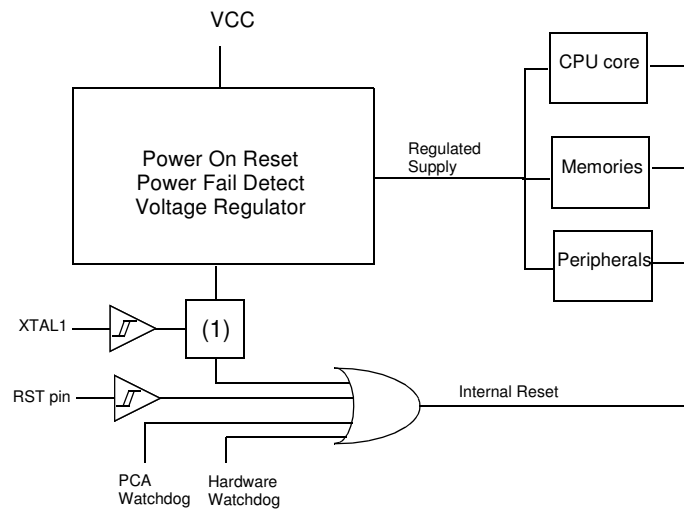 VCC
CPU core
Power On Reset
Power Fail Detect
Voltage Regulator
Regulated
Supply
Memories
Peripherals
XTAL1
(1)
RST pin
Internal Reset
PCA
Watchdog
Hardware
Watchdog